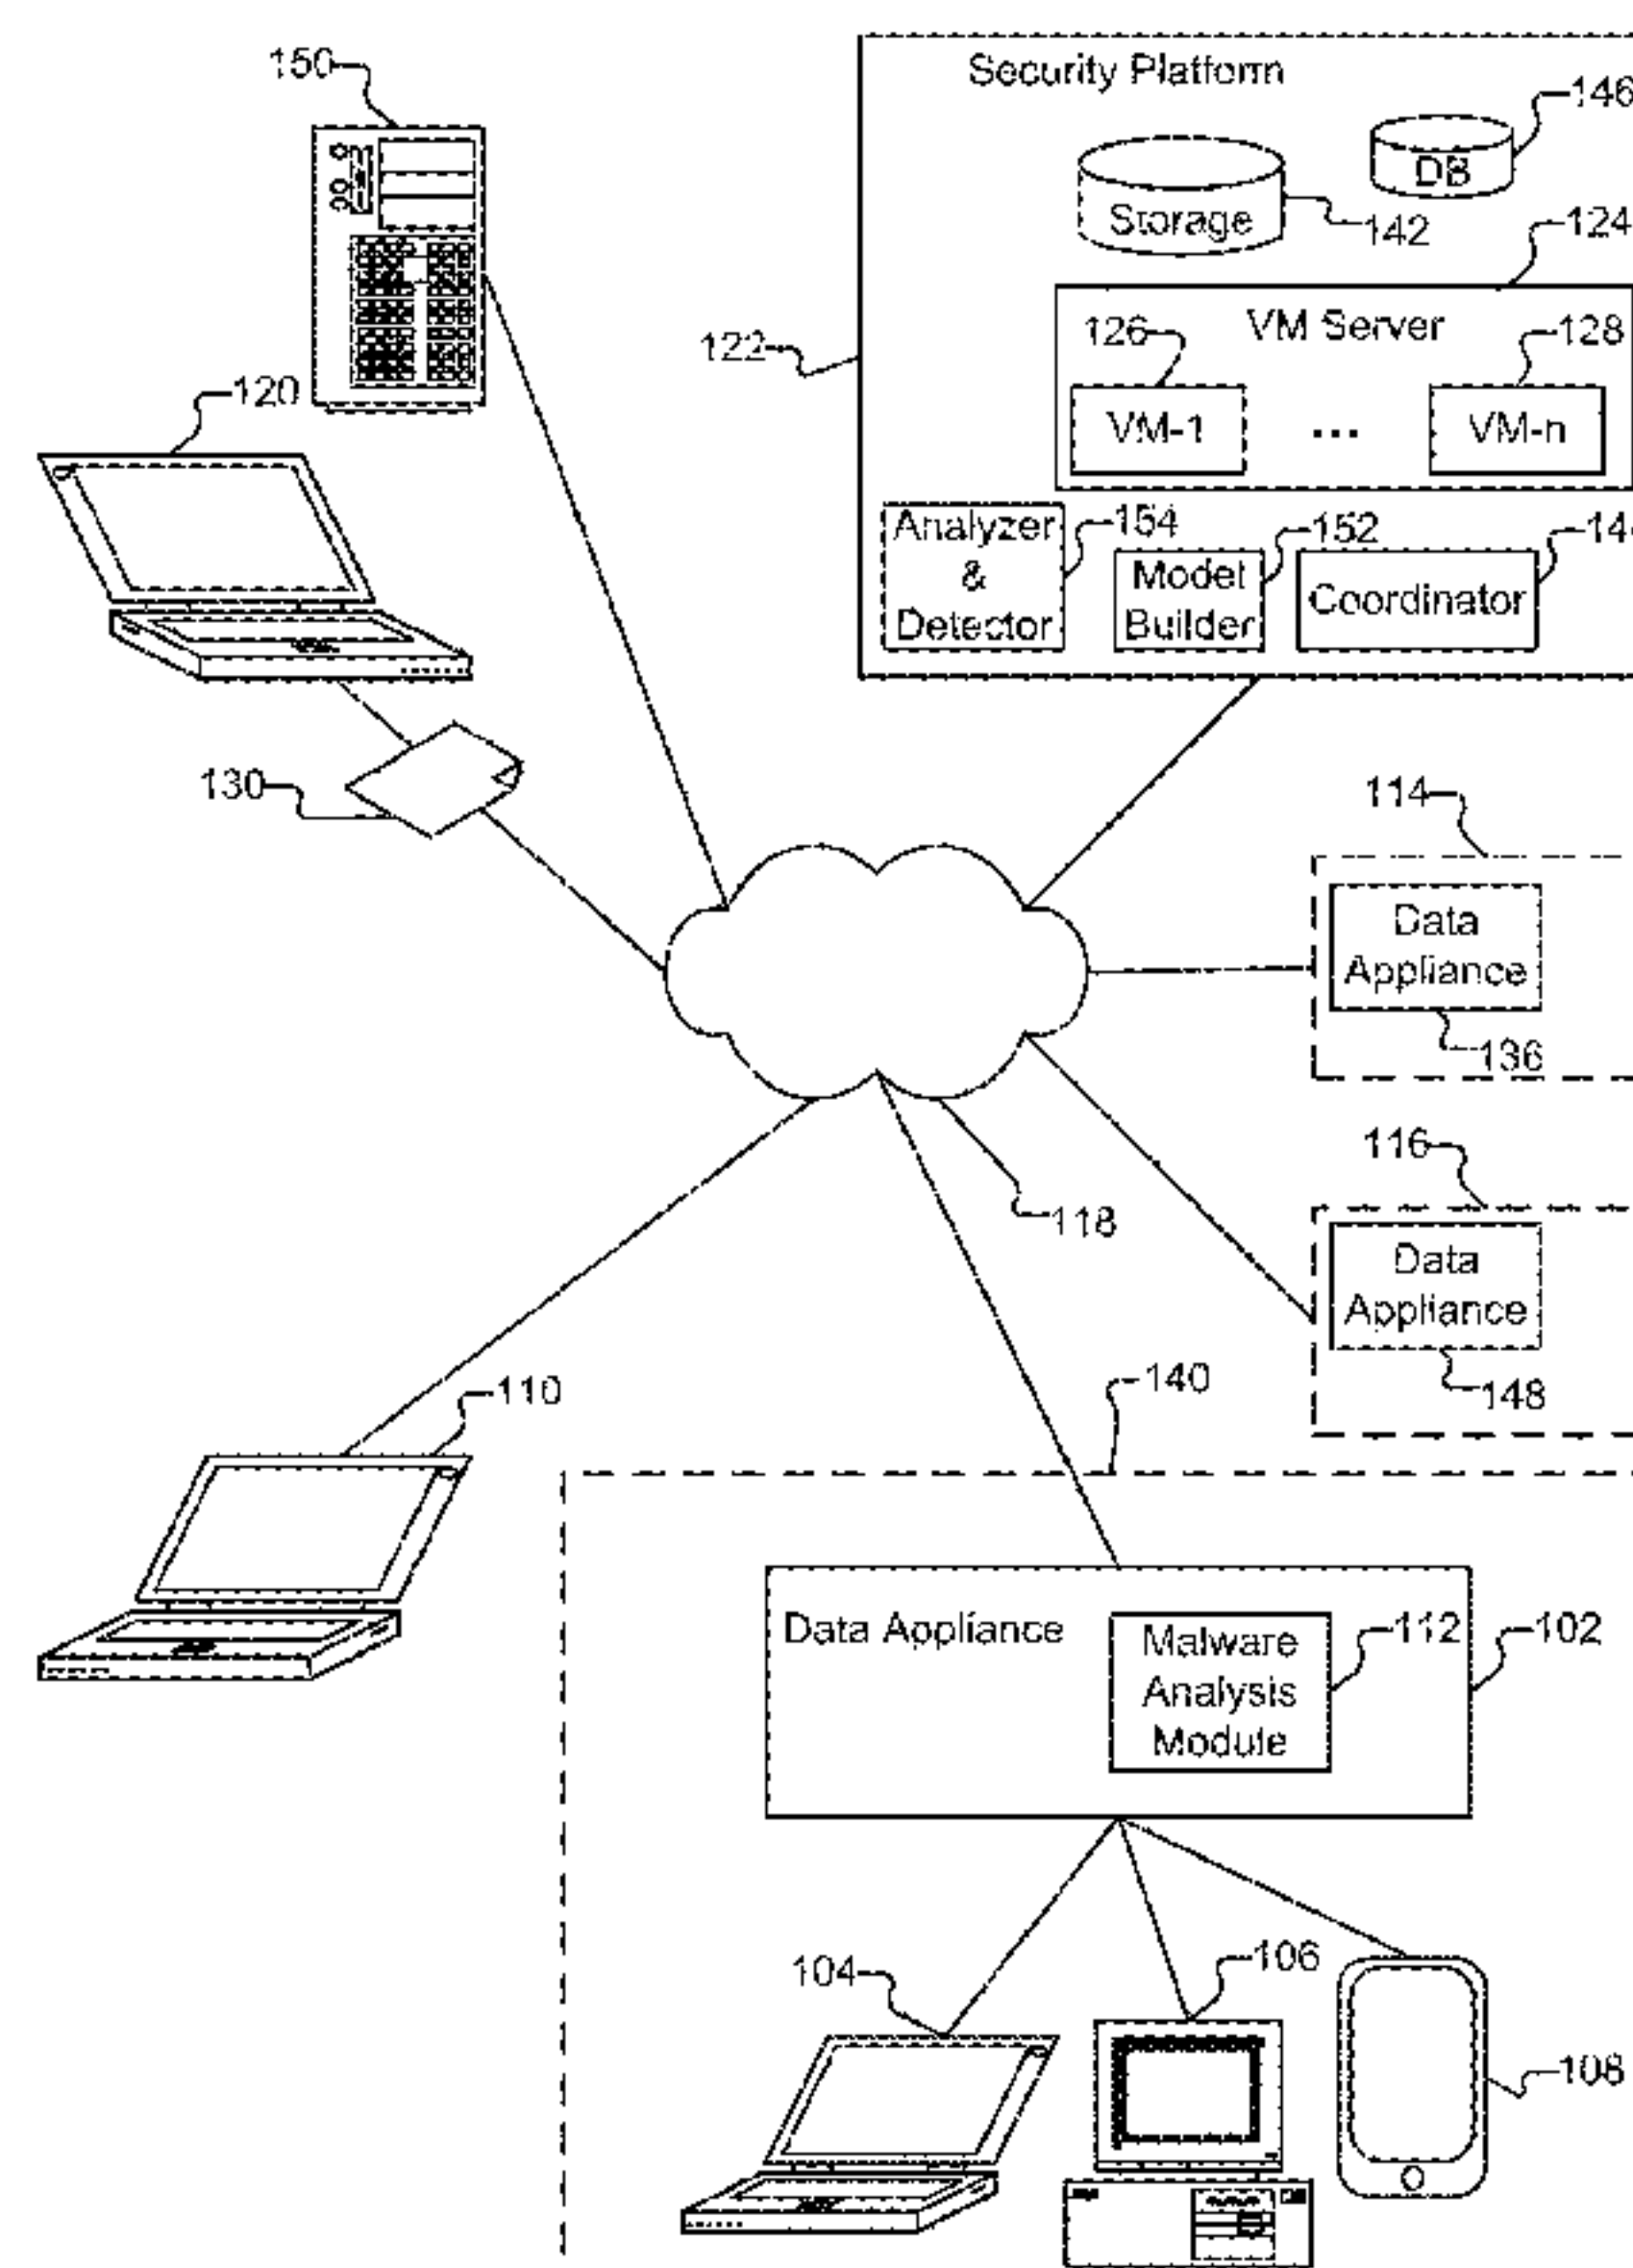 150
Security Platform
146
DB
Storage
142
124
VM Server
126
128
122
VM-1
...
VM-n
120
Analyzer
&
Detector
154
Model
Builder
152
Coordinator
130
114
Data
Appliance
136
116
118
Data
Appliance
148
140
110
Data Appliance
Malware
Analysis
Module
112
102
104
106
108